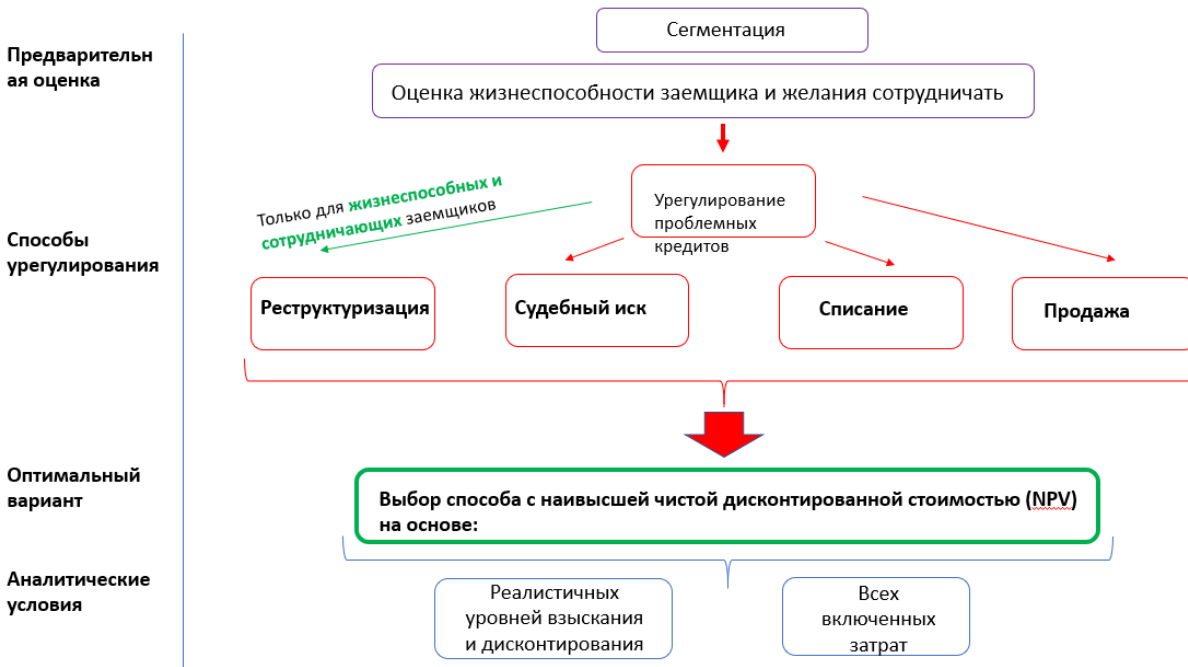 Сегментация
Предварительн
ая оценка
Оценка жизнеспособности заемщика и желания сотрудничать
Только для жизнеспособных и
сотрудничающих заемщиков
Урегулирование
проблемных
кредитов
Способы
урегулирования
Реструктуризация
Судебный иск
Списание
Продажа
Оптимальный
вариант
Выбор способа с наивысшей чистой дисконтированной стоимостью (NPV)
на основе:
Аналитические
условия
Реалистичных
уровней взыскания
и дисконтирования
Всех
включенных
затрат